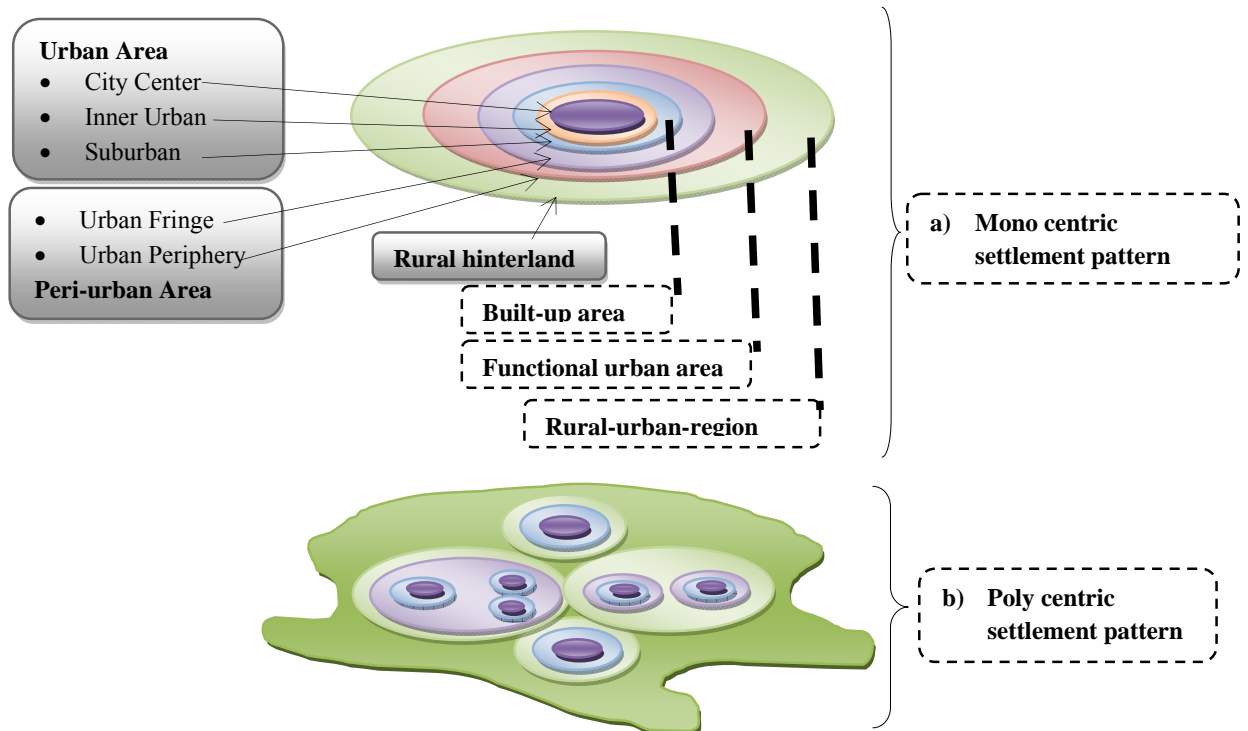 Urban Area
• City Center
• Inner Urban
• Suburban
• Urban Fringe
• Urban Periphery
Peri-urban Area
Rural hinterland
Built-up area
Functional urban area
Rural-urban-region
a) Mono centric
settlement pattern
b) Poly centric
settlement pattern